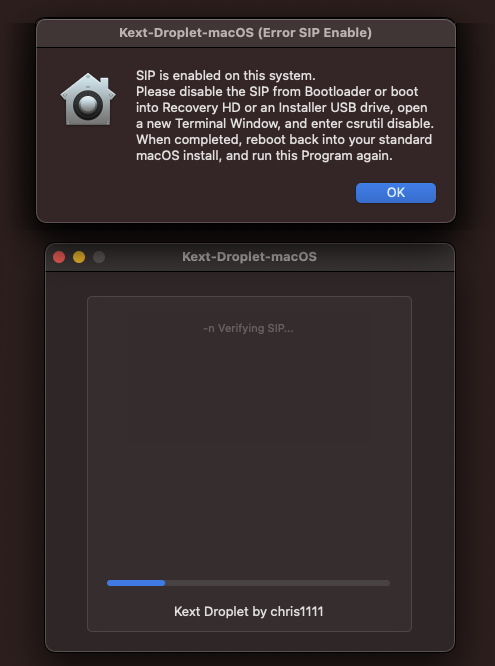 Kext-Droplet-macOS (Error SIP Enable)
SIP is enabled on this system.
Please disable the SIP from Bootloader or boot
into Recovery HD or an Installer USB drive, open
a new Terminal Window, and enter csrutil disable.
When completed, reboot back into your standard
macOS install, and run this Program again.
OK
Kext-Droplet-macOS
-n Verifying SIP...
Kext Droplet by chris1111